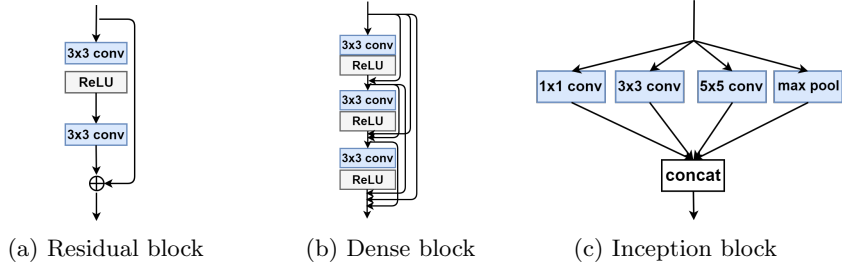 3x3 conv
ReLU
3x3 conv
(a) Residual block
3x3 conv
ReLU
3x3 conv
ReLU
3x3 conv
ReLU
(b) Dense block
1x1 conv
3x3 conv
5x5 conv
max pool
concat
(c) Inception block